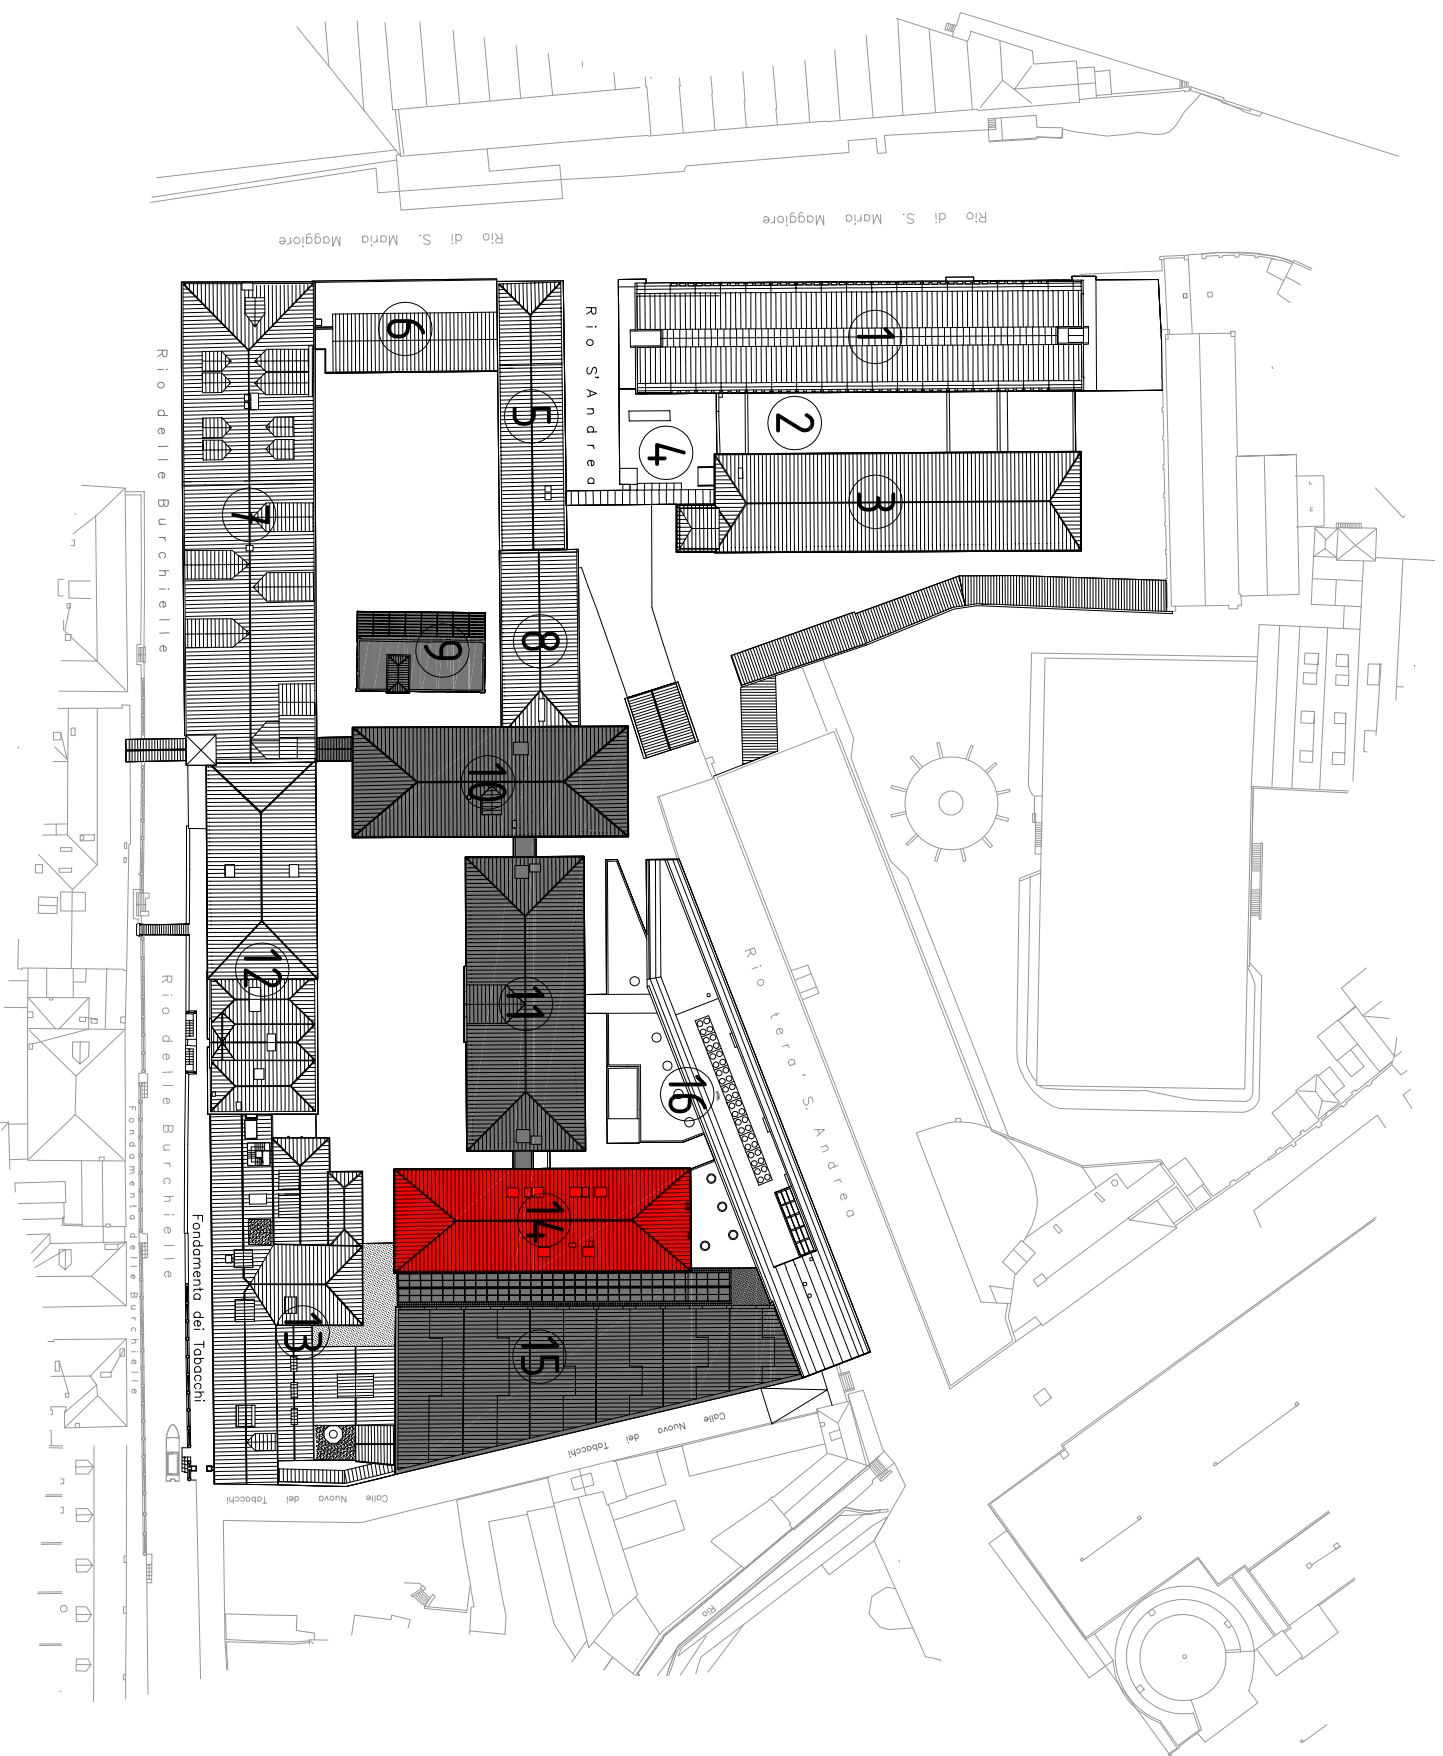 Rio di S. Maria Maggiore
Rio di S. Maria Maggiore
1
2
3
4
5
6
7
8
9
10
11
12
13
14
15
16
Rio S'Andrea
Rio delle Burchielle
Rio delle Burchielle
Fondamenta delle Burchielle
Fondamenta dei Tabacchi
Rio tera' S. Andrea
Calle Nuova dei Tabacchi
Calle Nuova dei Tabacchi
Rio